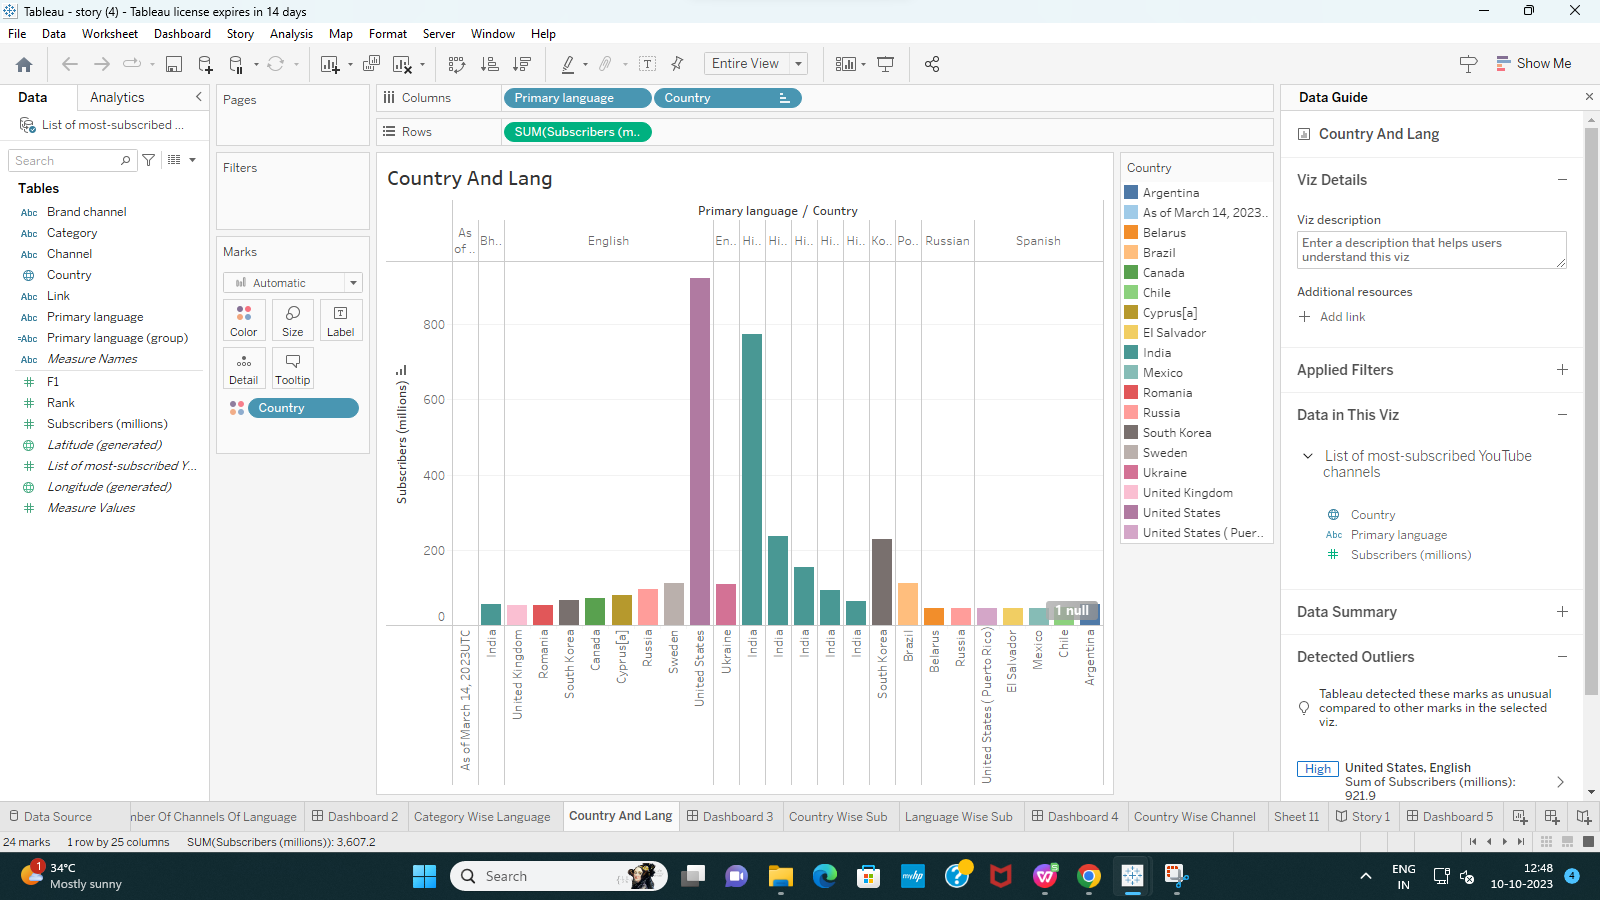 Tableau - story (4) - Tableau license expires in 14 days
File Data Worksheet Dashboard Story Analysis Map Format Server Window Help
Entire View
Show Me
Data Analytics
List of most-subscribed ...
Search
Tables
Abc Brand channel
Abc Category
Abc Channel
Country
Abc Link
Abc Primary language
=Abc Primary language (group)
Abc Measure Names
F1
Rank
Subscribers (millions)
Latitude (generated)
List of most-subscribed Y...
Longitude (generated)
Measure Values
Pages
Filters
Marks
Automatic
Color Size Label
Detail Tooltip
Country
Columns Primary language Country
Rows SUM(Subscribers (m..
Country And Lang
Primary language / Country
As of .. Bh.. English En.. Hi.. Hi.. Hi.. Hi.. Hi.. Ko.. Po.. Russian Spanish
Subscribers (millions)
800
600
400
200
0
1 null
As of March 14, 2023UTC
India
United Kingdom
Romania
South Korea
Canada
Cyprus[a]
Russia
Sweden
United States
Ukraine
India
India
India
India
India
South Korea
Brazil
Belarus
Russia
United States ( Puerto Rico)
El Salvador
Mexico
Chile
Argentina
Country
Argentina
As of March 14, 2023..
Belarus
Brazil
Canada
Chile
Cyprus[a]
El Salvador
India
Mexico
Romania
Russia
South Korea
Sweden
Ukraine
United Kingdom
United States
United States ( Puer..
Data Guide
Country And Lang
Viz Details
Viz description
Enter a description that helps users
understand this viz
Additional resources
Add link
Applied Filters
Data in This Viz
List of most-subscribed YouTube
channels
Country
Abc Primary language
Subscribers (millions)
Data Summary
Detected Outliers
Tableau detected these marks as unusual
compared to other marks in the selected
viz.
High United States, English
Sum of Subscribers (millions):
921.9
Data Source nber Of Channels Of Language Dashboard 2 Category Wise Language Country And Lang Dashboard 3 Country Wise Sub Language Wise Sub Dashboard 4 Country Wise Channel Sheet 11 Story 1 Dashboard 5
24 marks 1 row by 25 columns SUM(Subscribers (millions)): 3,607.2
1
34°C
Mostly sunny
Search
myhp
5
ENG
IN
12:48
10-10-2023
4